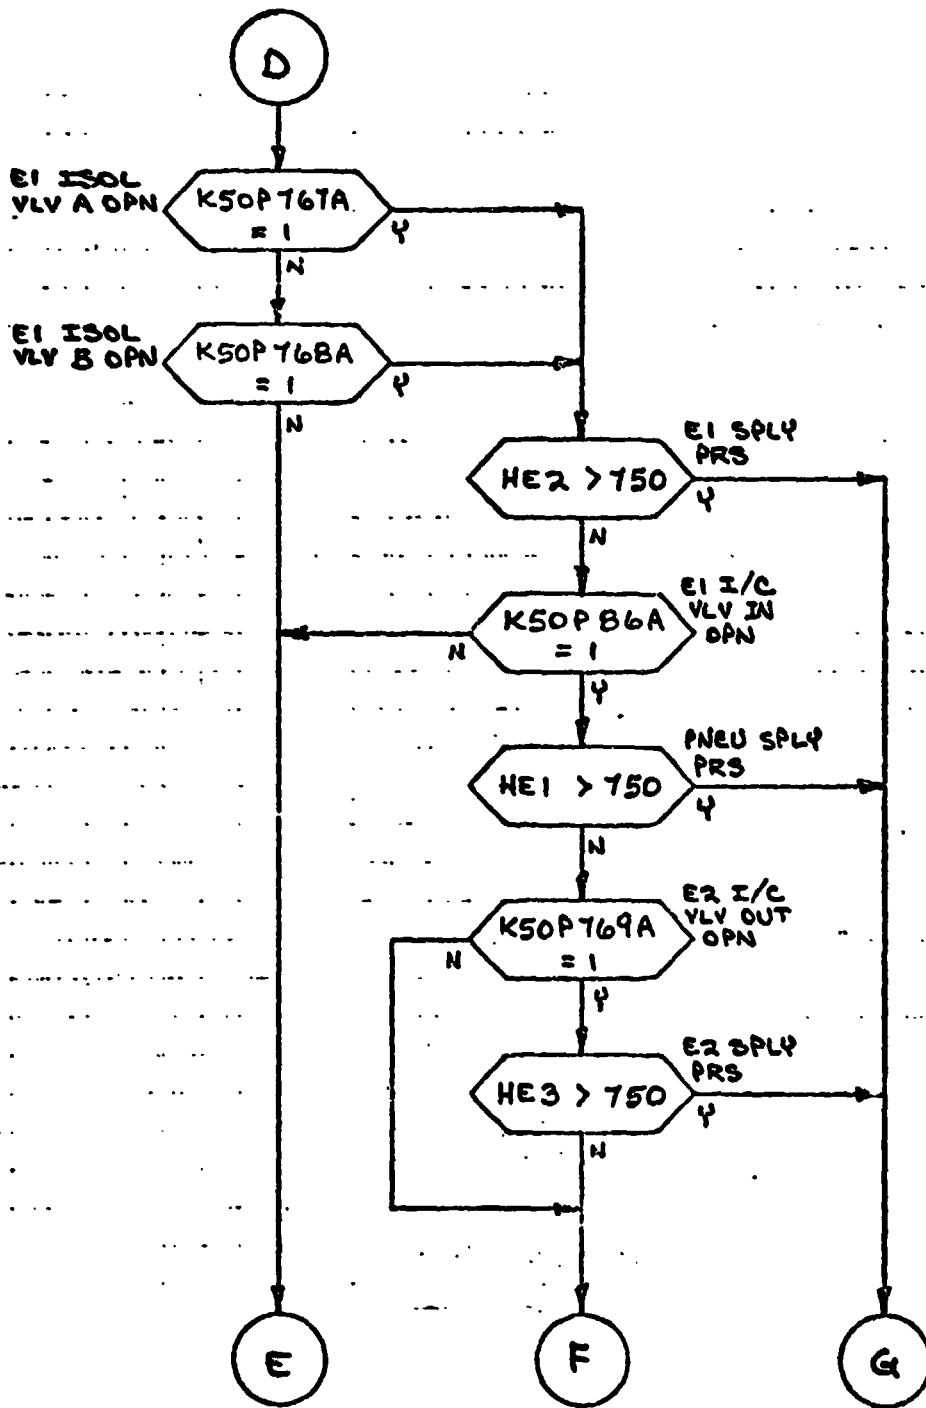 D
E1 ISOL
VLV A OPN
K50P767A
= 1
Y
N
E1 ISOL
VLV B OPN
K50P768A
= 1
Y
N
E1 SPLY
PRS
HE2 > 750
Y
N
E1 I/C
VLV IN
OPN
K50P86A
= 1
N
Y
PNEU SPLY
PRS
HE1 > 750
Y
N
E2 I/C
VLV OUT
OPN
K50P769A
= 1
N
Y
E2 SPLY
PRS
HE3 > 750
Y
N
E
F
G